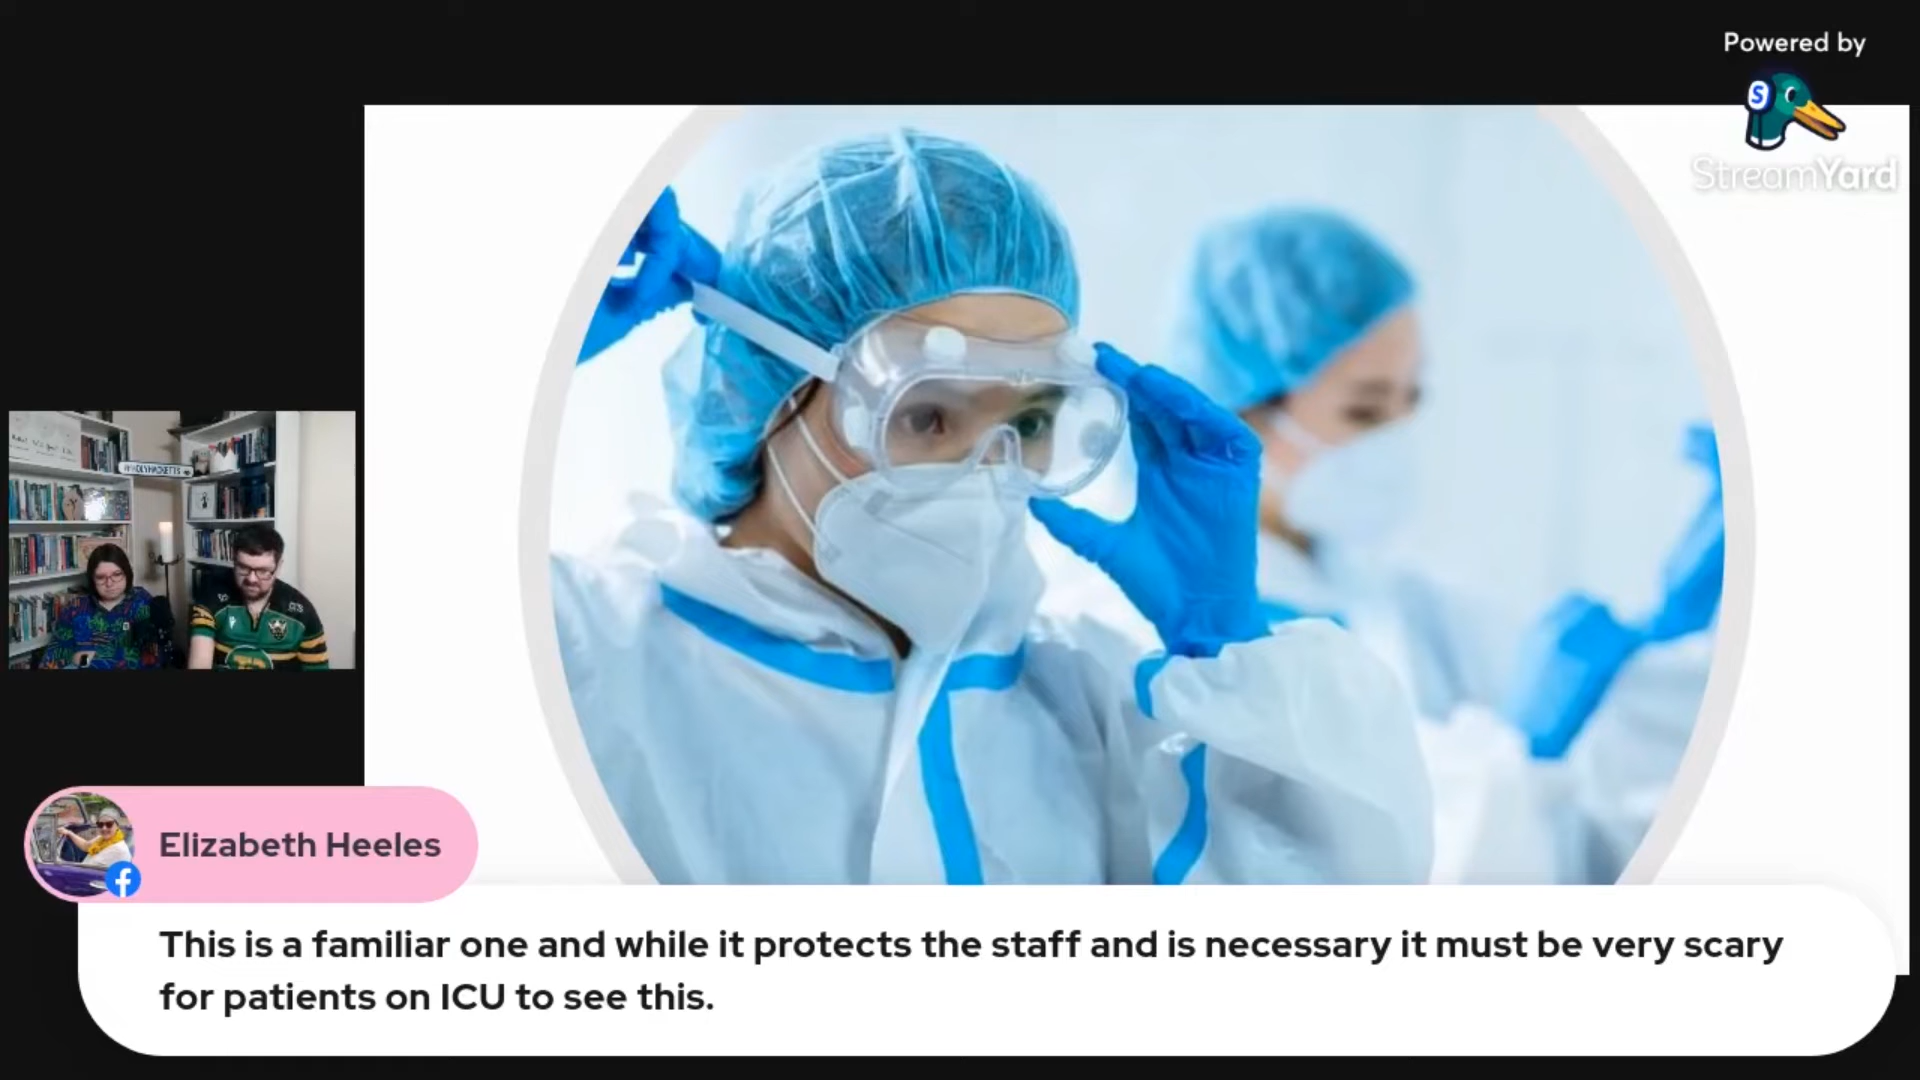 Powered by
S
StreamYard
@HOLYHACKETTS
Elizabeth Heeles
This is a familiar one and while it protects the staff and is necessary it must be very scary
for patients on ICU to see this.